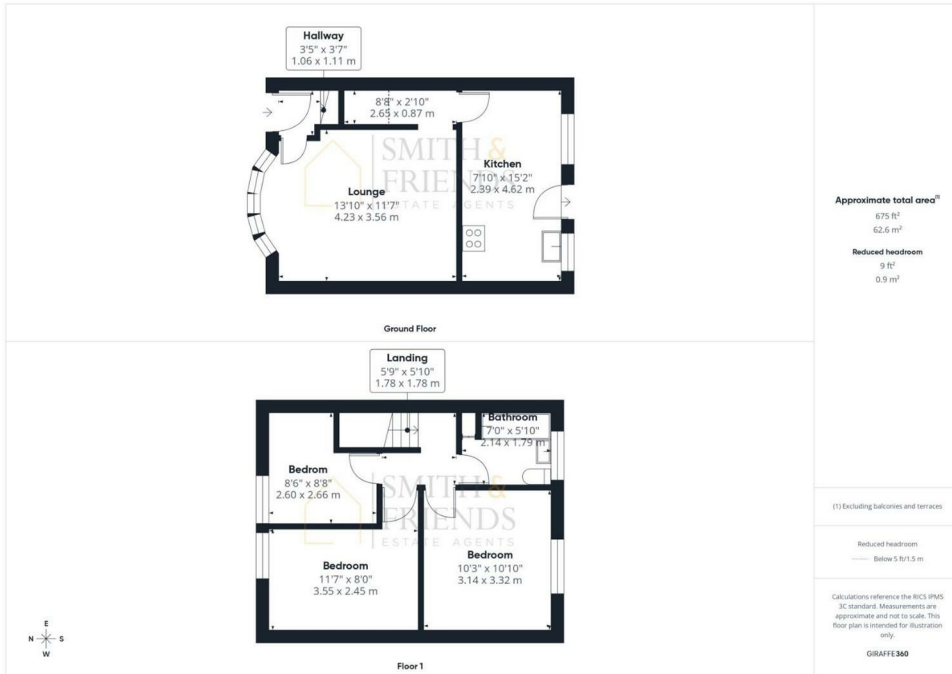 Hallway
3'5" x 3'7"
1.06 x 1.11 m
8'8" x 2'10"
2.65 x 0.87 m
SMITH &
FRIENDS
ESTATE AGENTS
Kitchen
7'10" x 15'2"
2.39 x 4.62 m
Lounge
13'10" x 11'7"
4.23 x 3.56 m
Ground Floor
Landing
5'9" x 5'10"
1.78 x 1.78 m
Bathroom
7'0" x 5'10"
2.14 x 1.79 m
Bedrom
8'6" x 8'8"
2.60 x 2.66 m
SMITH &
FRIENDS
ESTATE AGENTS
Bedroom
11'7" x 8'0"
3.55 x 2.45 m
Bedroom
10'3" x 10'10"
3.14 x 3.32 m
E
N S
W
Floor 1
Approximate total area(1)
675 ft²
62.6 m²
Reduced headroom
9 ft²
0.9 m²
(1) Excluding balconies and terraces
Reduced headroom
Below 5 ft/1.5 m
Calculations reference the RICS IPMS
3C standard. Measurements are
approximate and not to scale. This
floor plan is intended for illustration
only.
GIRAFFE360